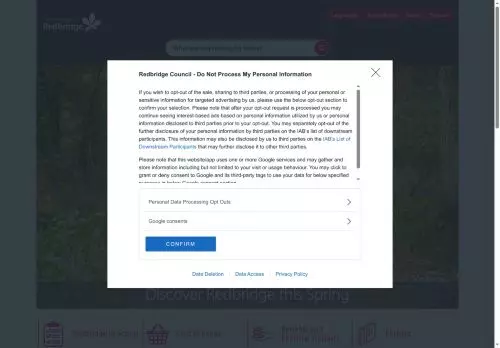 Redbridge
Redbridge Council - Do Not Process My Personal Information
If you wish to opt-out of the sale, sharing to third parties, or processing of your personal or
sensitive information for targeted advertising by us, please use the below opt-out section to
confirm your selection. Please note that after your opt-out request is processed you may
continue seeing interest-based ads based on personal information utilized by us or personal
information disclosed to third parties prior to your opt-out. You may separately opt-out of the
further disclosure of your personal information by third parties on the IAB's list of downstream
participants. This information may also be disclosed by us to third parties on the IAB's List of
Downstream Participants that may further disclose it to other third parties.
Please note that this website/app uses one or more Google services and may gather and
store information including but not limited to your visit or usage behaviour. You may click to
grant or deny consent to Google and its third-party tags to use your data for below specified
Personal Data Processing Opt Outs
Google consents
CONFIRM
Data Deletion
Data Access
Privacy Policy
Discover Redbridge this Spring